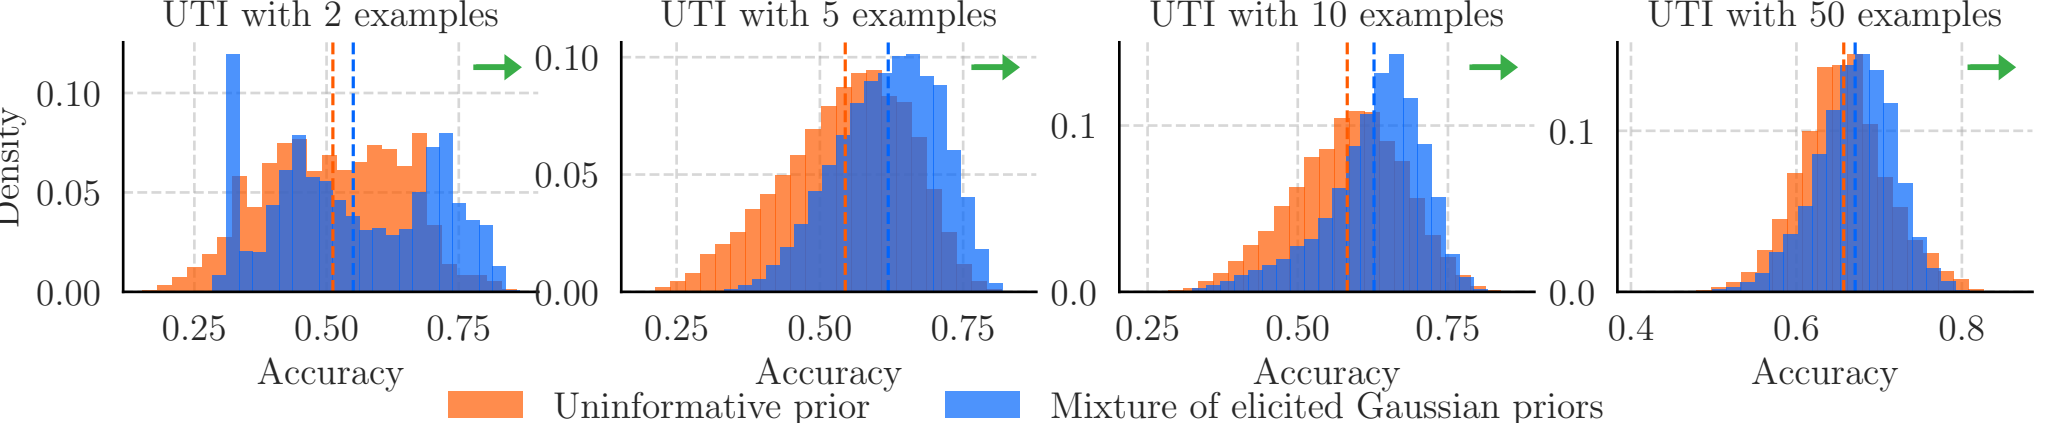 UTI with 2 examples
UTI with 5 examples
UTI with 10 examples
UTI with 50 examples
Density
0.10
0.05
0.00
0.25 0.50 0.75
Accuracy
0.10
0.05
0.00
0.25 0.50 0.75
Accuracy
0.1
0.0
0.25 0.50 0.75
Accuracy
0.1
0.0
0.4 0.6 0.8
Accuracy
Uninformative prior
Mixture of elicited Gaussian priors